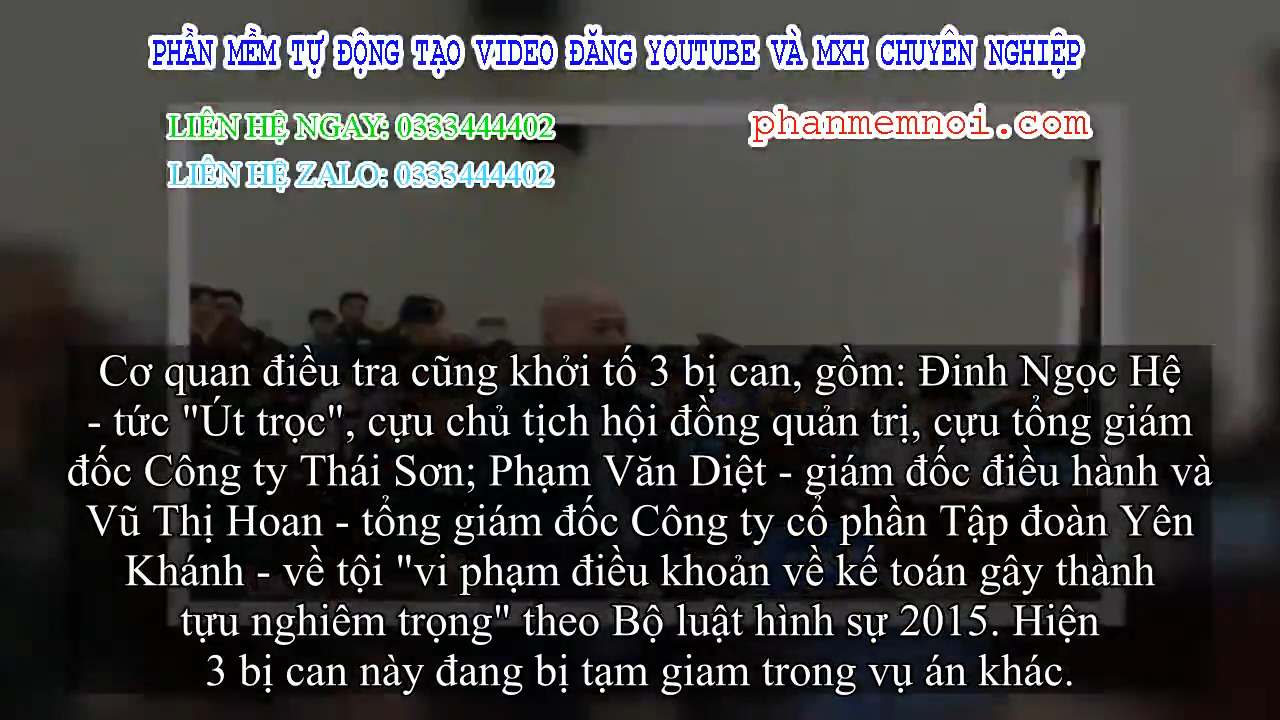 PHẦN MỀM TỰ ĐỘNG TẠO VIDEO ĐĂNG YOUTUBE VÀ MXH CHUYÊN NGHIỆP
LIÊN HỆ NGAY: 0333444402
phanmemnoi.com
LIÊN HỆ ZALO: 0333444402
Cơ quan điều tra cũng khởi tố 3 bị can, gồm: Đinh Ngọc Hệ
- tức "Út trọc", cựu chủ tịch hội đồng quản trị, cựu tổng giám
đốc Công ty Thái Sơn; Phạm Văn Diệt - giám đốc điều hành và
Vũ Thị Hoan - tổng giám đốc Công ty cổ phần Tập đoàn Yên
Khánh - về tội "vi phạm điều khoản về kế toán gây thành
tựu nghiêm trọng" theo Bộ luật hình sự 2015. Hiện
3 bị can này đang bị tạm giam trong vụ án khác.